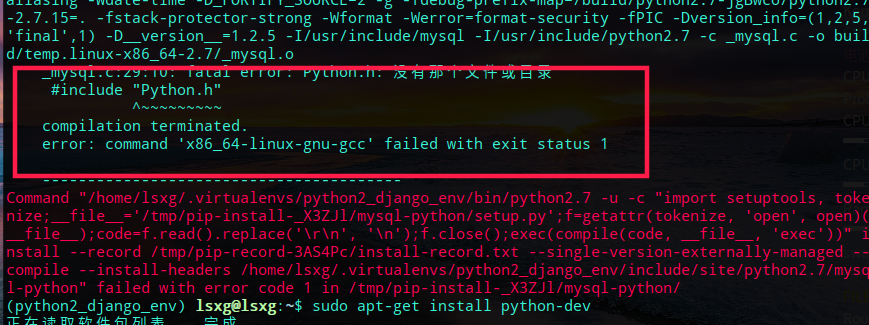 aliasing -Wdate-time -D_FORTIFY_SOURCE=2 -g -fdebug-prefix-map=/build/python2.7-jgBwCo/python2.7
-2.7.15=. -fstack-protector-strong -Wformat -Werror=format-security -fPIC -Dversion_info=(1,2,5,
'final',1) -D__version__=1.2.5 -I/usr/include/mysql -I/usr/include/python2.7 -c _mysql.c -o buil
d/temp.linux-x86_64-2.7/_mysql.o
_mysql.c:29:10: fatal error: Python.h: 没有那个文件或目录
#include "Python.h"
^~~~~~~~~~
compilation terminated.
error: command 'x86_64-linux-gnu-gcc' failed with exit status 1
----------------------------------------
Command "/home/lsxg/.virtualenvs/python2_django_env/bin/python2.7 -u -c "import setuptools, toke
nize;__file__='/tmp/pip-install-_X3ZJl/mysql-python/setup.py';f=getattr(tokenize, 'open', open)(
__file__);code=f.read().replace('\r\n', '\n');f.close();exec(compile(code, __file__, 'exec'))" i
nstall --record /tmp/pip-record-3AS4Pc/install-record.txt --single-version-externally-managed --
compile --install-headers /home/lsxg/.virtualenvs/python2_django_env/include/site/python2.7/mysq
l-python" failed with error code 1 in /tmp/pip-install-_X3ZJl/mysql-python/
(python2_django_env) lsxg@lsxg:~$ sudo apt-get install python-dev
正在读取软件包列表... 完成